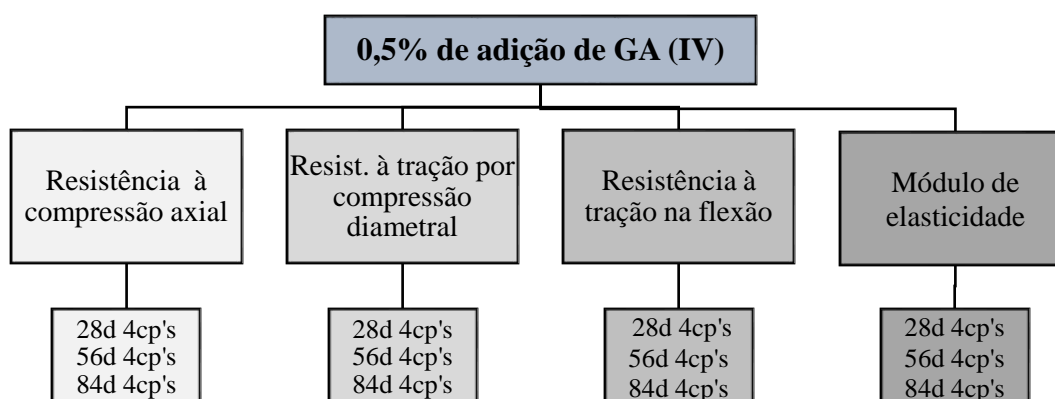 0,5% de adição de GA (IV)
Resistência à
compressão axial
Resist. à tração por
compressão
diametral
Resistência à
tração na flexão
Módulo de
elasticidade
28d 4cp's
56d 4cp's
84d 4cp's
28d 4cp's
56d 4cp's
84d 4cp's
28d 4cp's
56d 4cp's
84d 4cp's
28d 4cp's
56d 4cp's
84d 4cp's